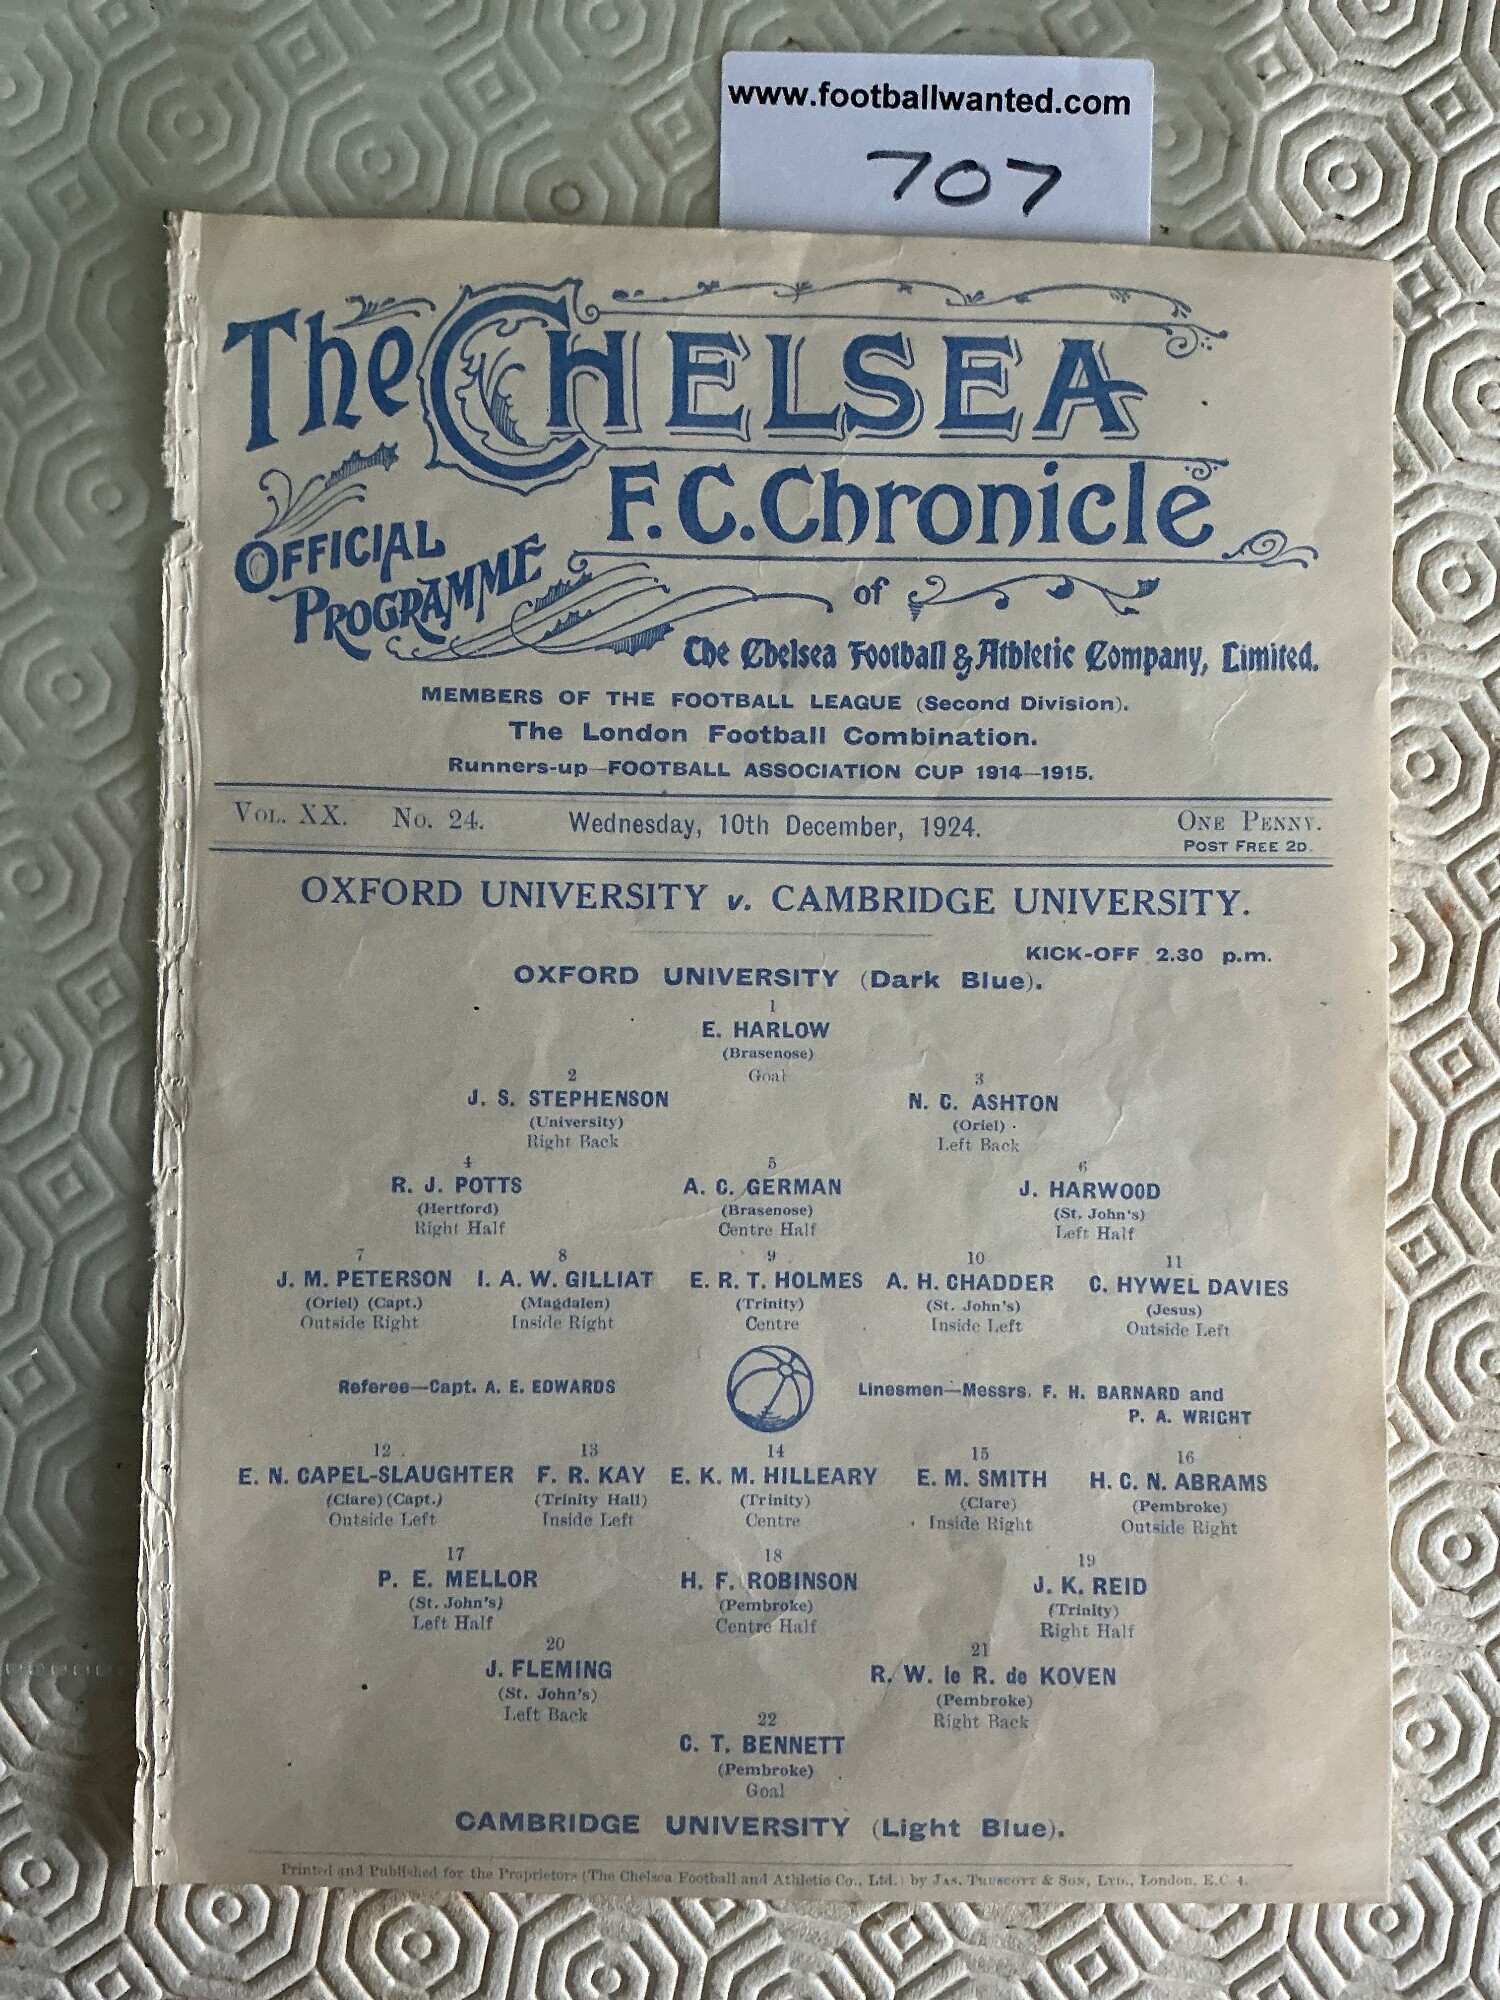 www.footballwanted.com
707
The CHELSEA
F.C. Chronicle
OFFICIAL
PROGRAMME
of
The Chelsea Football & Athletic Company, Limited.
MEMBERS OF THE FOOTBALL LEAGUE (Second Division).
The London Football Combination.
Runners-up—FOOTBALL ASSOCIATION CUP 1914—1915.
VOL. XX. No. 24. Wednesday, 10th December, 1924. ONE PENNY.
POST FREE 2D.
OXFORD UNIVERSITY v. CAMBRIDGE UNIVERSITY.
KICK-OFF 2.30 p.m.
OXFORD UNIVERSITY (Dark Blue).
1
E. HARLOW
(Brasenose)
Goal
2 3
J. S. STEPHENSON N. C. ASHTON
(University) (Oriel)
Right Back Left Back
4 5 6
R. J. POTTS A. C. GERMAN J. HARWOOD
(Hertford) (Brasenose) (St. John's)
Right Half Centre Half Left Half
7 8 9 10 11
J. M. PETERSON I. A. W. GILLIAT E. R. T. HOLMES A. H. CHADDER C. HYWEL DAVIES
(Oriel) (Capt.) (Magdalen) (Trinity) (St. John's) (Jesus)
Outside Right Inside Right Centre Inside Left Outside Left
Referee—Capt. A. E. EDWARDS Linesmen—Messrs. F. H. BARNARD and
P. A. WRIGHT
12 13 14 15 16
E. N. CAPEL-SLAUGHTER F. R. KAY E. K. M. HILLEARY E. M. SMITH H. C. N. ABRAMS
(Clare) (Capt.) (Trinity Hall) (Trinity) (Clare) (Pembroke)
Outside Left Inside Left Centre Inside Right Outside Right
17 18 19
P. E. MELLOR H. F. ROBINSON J. K. REID
(St. John's) (Pembroke) (Trinity)
Left Half Centre Half Right Half
20 21
J. FLEMING R. W. le R. de KOVEN
(St. John's) (Pembroke)
Left Back Right Back
22
C. T. BENNETT
(Pembroke)
Goal
CAMBRIDGE UNIVERSITY (Light Blue).
Printed and Published for the Proprietors (The Chelsea Football and Athletic Co., Ltd.) by JAS. TRUSCOTT & SON, LTD., London, E.C. 4.